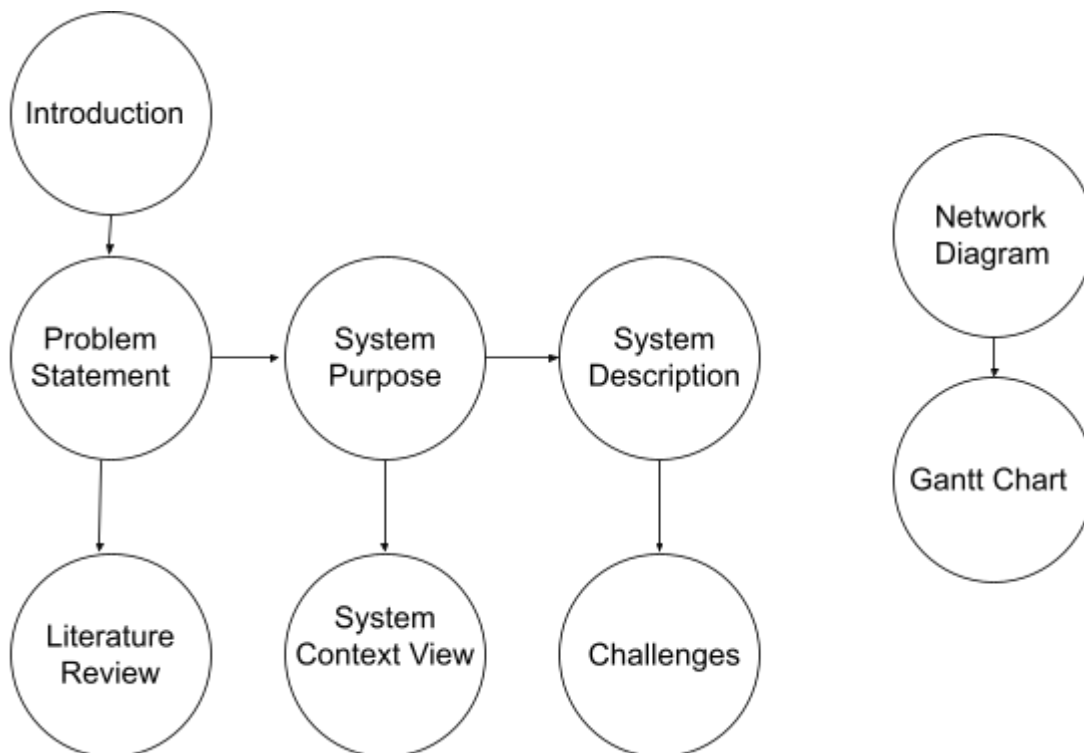 Introduction
Network
Diagram
Problem
Statement
System
Purpose
System
Description
Gantt Chart
Literature
Review
System
Context View
Challenges